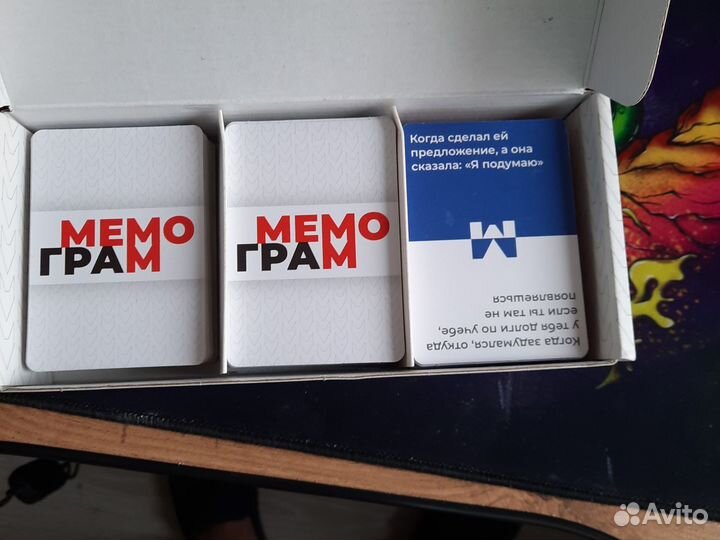 МЕМО
ГРАМ
МЕМО
ГРАМ
Когда сделал ей
предложение, а она
сказала: «Я подумаю»
М
Когда задумался, откуда
у тебя долги по учебе,
если ты там не
появляешься
Avito